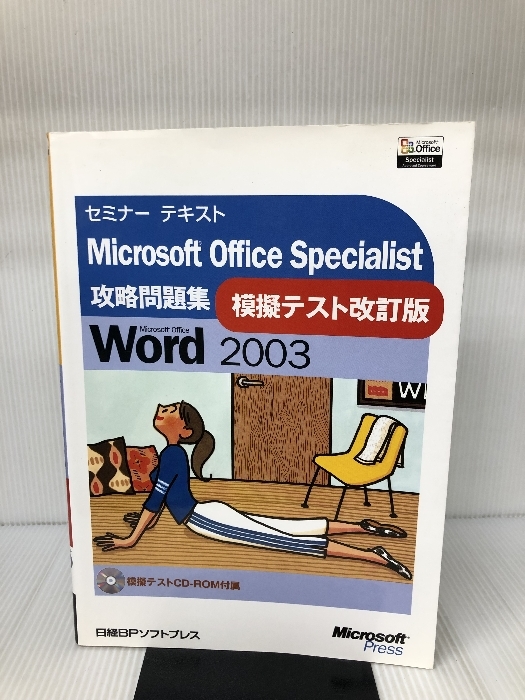 Microsoft
Office
Specialist
セミナー テキスト
Microsoft Office Specialist
攻略問題集 模擬テスト改訂版
Microsoft Office
Word 2003
W
模擬テストCD-ROM付属
日経BPソフトプレス
Microsoft
Press